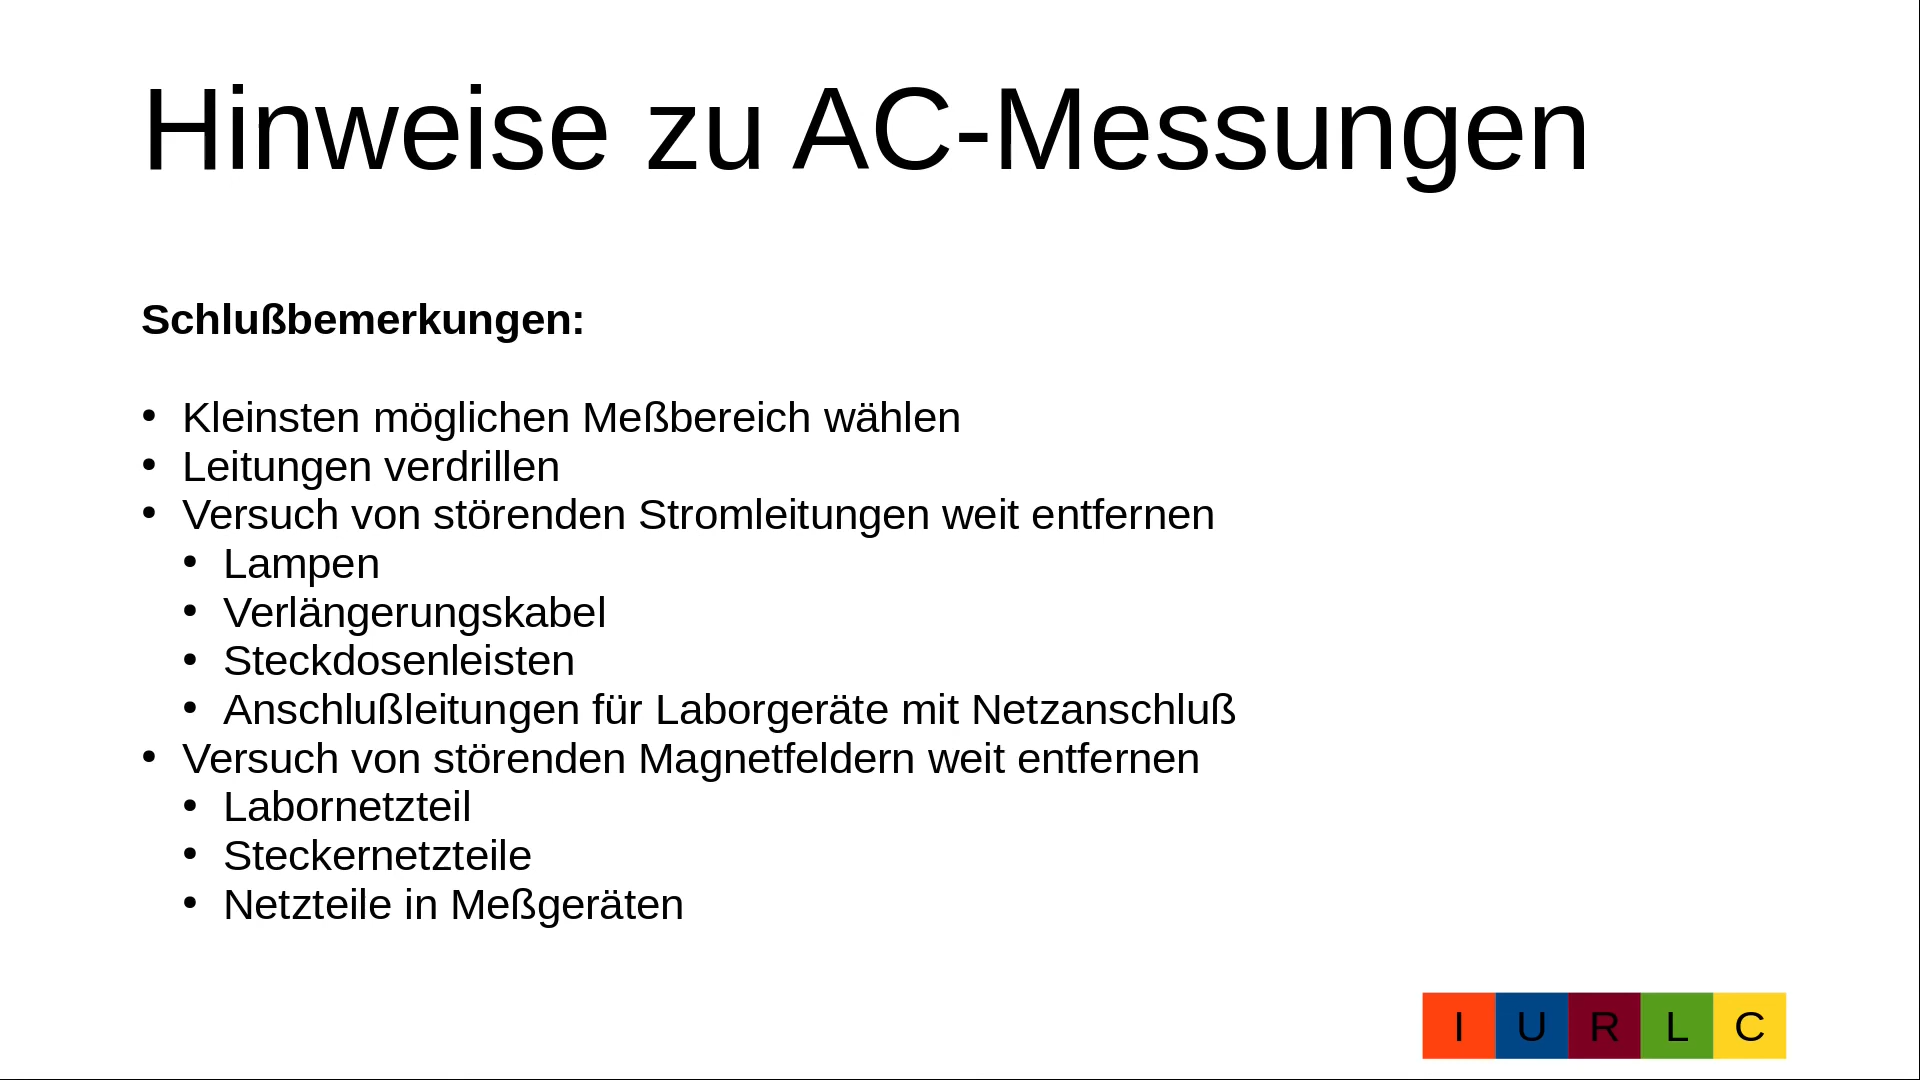 Hinweise zu AC-Messungen
Schlußbemerkungen:
• Kleinsten möglichen Meßbereich wählen
• Leitungen verdrillen
• Versuch von störenden Stromleitungen weit entfernen
• Lampen
• Verlängerungskabel
• Steckdosenleisten
• Anschlußleitungen für Laborgeräte mit Netzanschluß
• Versuch von störenden Magnetfeldern weit entfernen
• Labornetzteil
• Steckernetzteile
• Netzteile in Meßgeräten
I U R L C